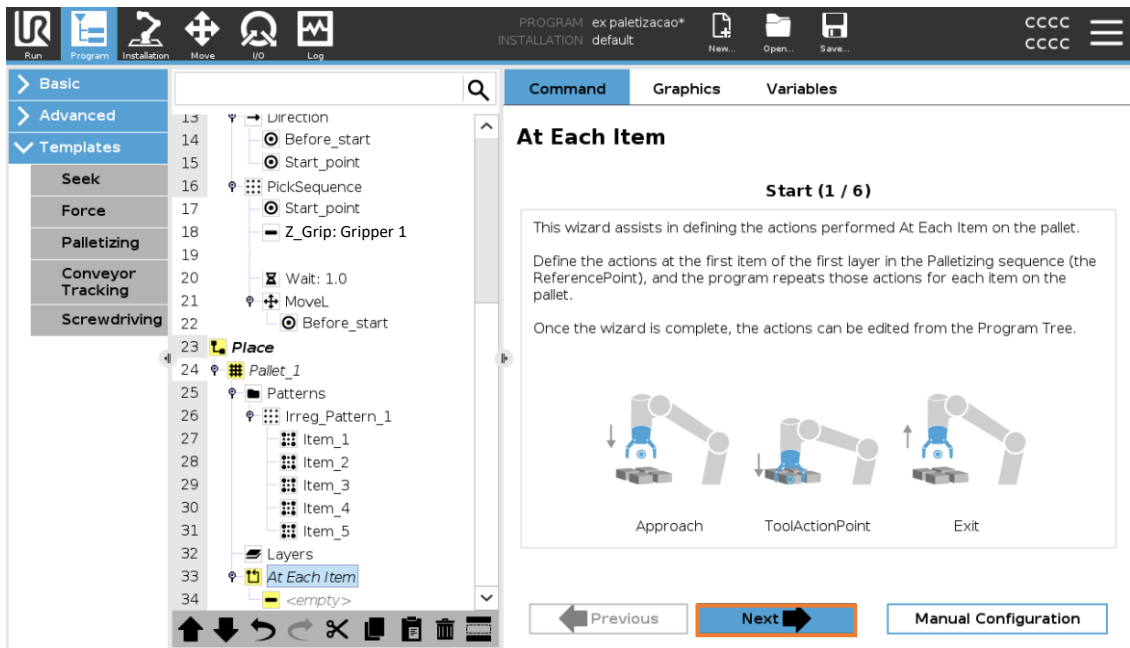 PROGRAM ex paletizacao*
INSTALLATION default
CCCC
CCCC
Run
Program
Installation
Move
I/O
Log
New...
Open...
Save...
Basic
Advanced
Templates
Seek
Force
Palletizing
Conveyor
Tracking
Screwdriving
13 Direction
14 Before_start
15 Start_point
16 PickSequence
17 Start_point
18 Z_Grip: Gripper 1
19
20 Wait: 1.0
21 MoveL
22 Before_start
23 Place
24 Pallet_1
25 Patterns
26 Irreg_Pattern_1
27 Item_1
28 Item_2
29 Item_3
30 Item_4
31 Item_5
32 Layers
33 At Each Item
34 <empty>
Command
Graphics
Variables
At Each Item
Start (1 / 6)
This wizard assists in defining the actions performed At Each Item on the pallet.
Define the actions at the first item of the first layer in the Palletizing sequence (the
ReferencePoint), and the program repeats those actions for each item on the
pallet.
Once the wizard is complete, the actions can be edited from the Program Tree.
Approach
ToolActionPoint
Exit
Previous
Next
Manual Configuration